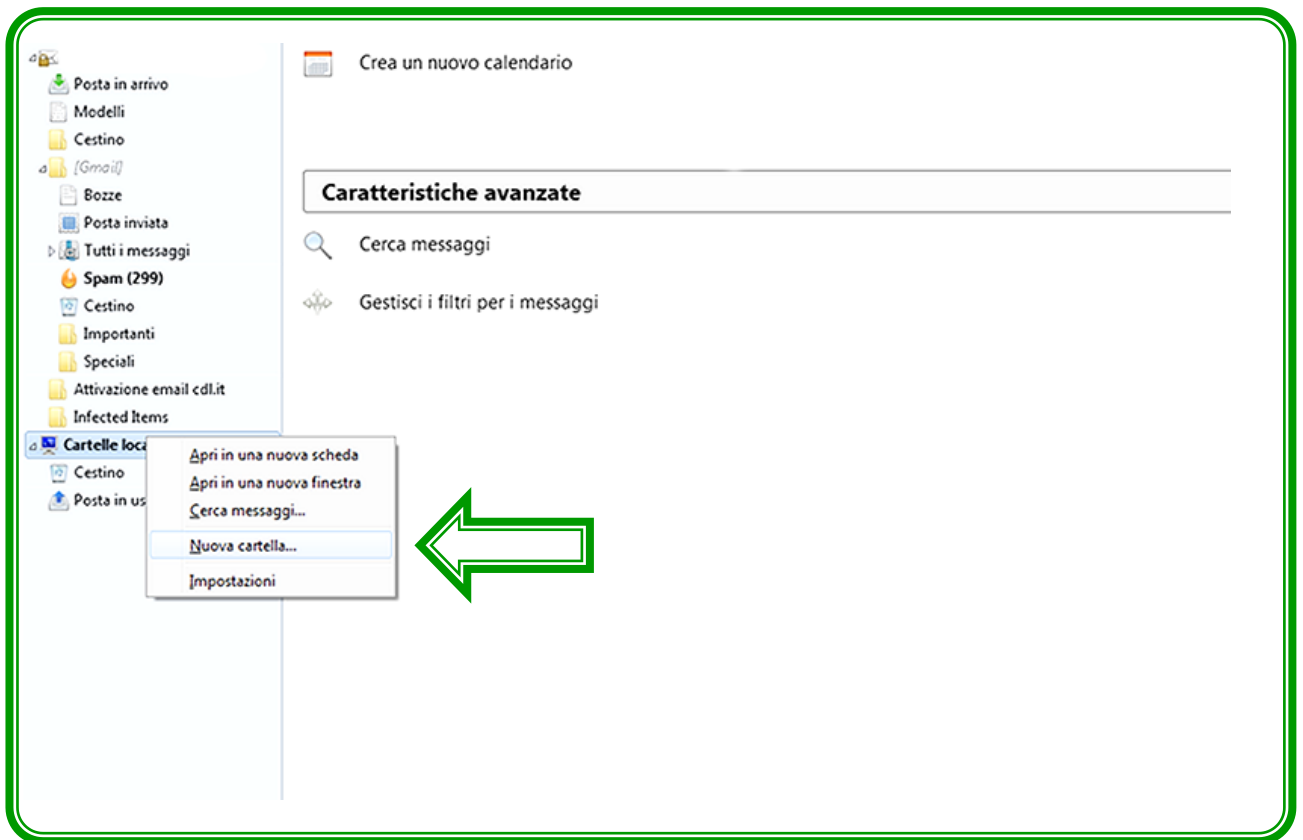 Posta in arrivo
Modelli
Cestino
[Gmail]
Bozze
Posta inviata
Tutti i messaggi
Spam (299)
Cestino
Importanti
Speciali
Attivazione email cdl.it
Infected Items
Cartelle loca
Cestino
Posta in us
Apri in una nuova scheda
Apri in una nuova finestra
Cerca messaggi...
Nuova cartella...
Impostazioni
Crea un nuovo calendario
Caratteristiche avanzate
Cerca messaggi
Gestisci i filtri per i messaggi